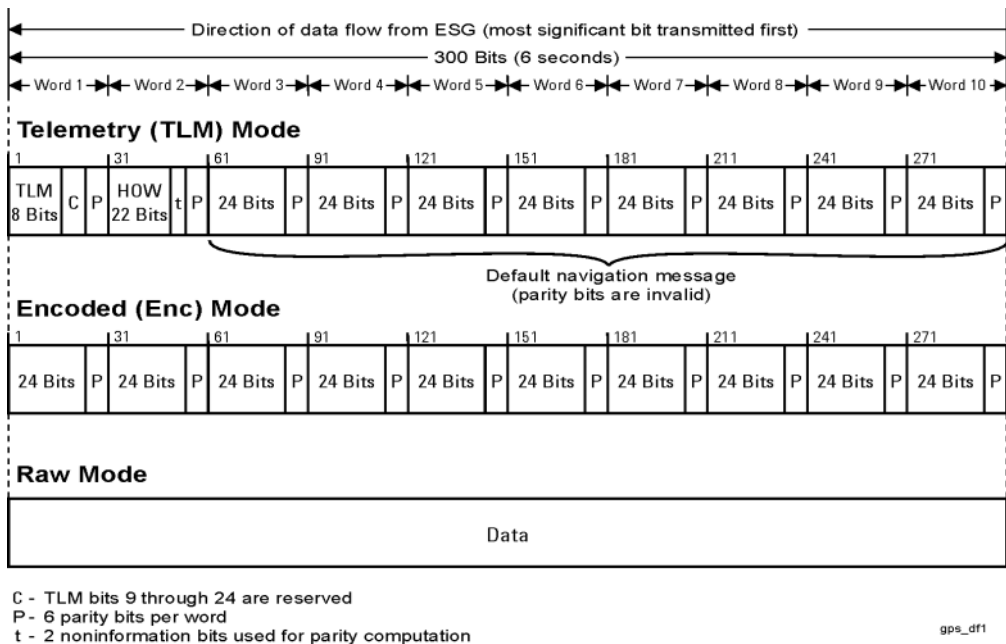 Direction of data flow from ESG (most significant bit transmitted first)
300 Bits (6 seconds)
Word 1 Word 2 Word 3 Word 4 Word 5 Word 6 Word 7 Word 8 Word 9 Word 10
Telemetry (TLM) Mode
1 31 61 91 121 151 181 211 241 271
TLM 8 Bits C P HOW 22 Bits t P 24 Bits P 24 Bits P 24 Bits P 24 Bits P 24 Bits P 24 Bits P 24 Bits P 24 Bits P
Default navigation message
(parity bits are invalid)
Encoded (Enc) Mode
1 31 61 91 121 151 181 211 241 271
24 Bits P 24 Bits P 24 Bits P 24 Bits P 24 Bits P 24 Bits P 24 Bits P 24 Bits P 24 Bits P 24 Bits P
Raw Mode
Data
C - TLM bits 9 through 24 are reserved
P - 6 parity bits per word
t - 2 noninformation bits used for parity computation
gps_df1